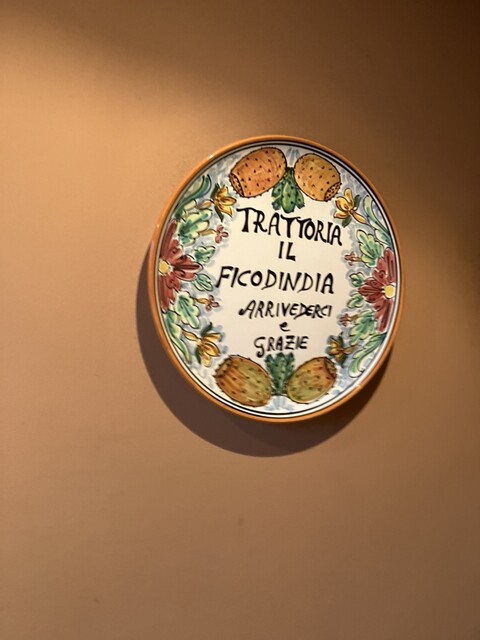 TRATTORIA
IL
FICODINDIA
ARRIVEDERCI
e
GRAZIE